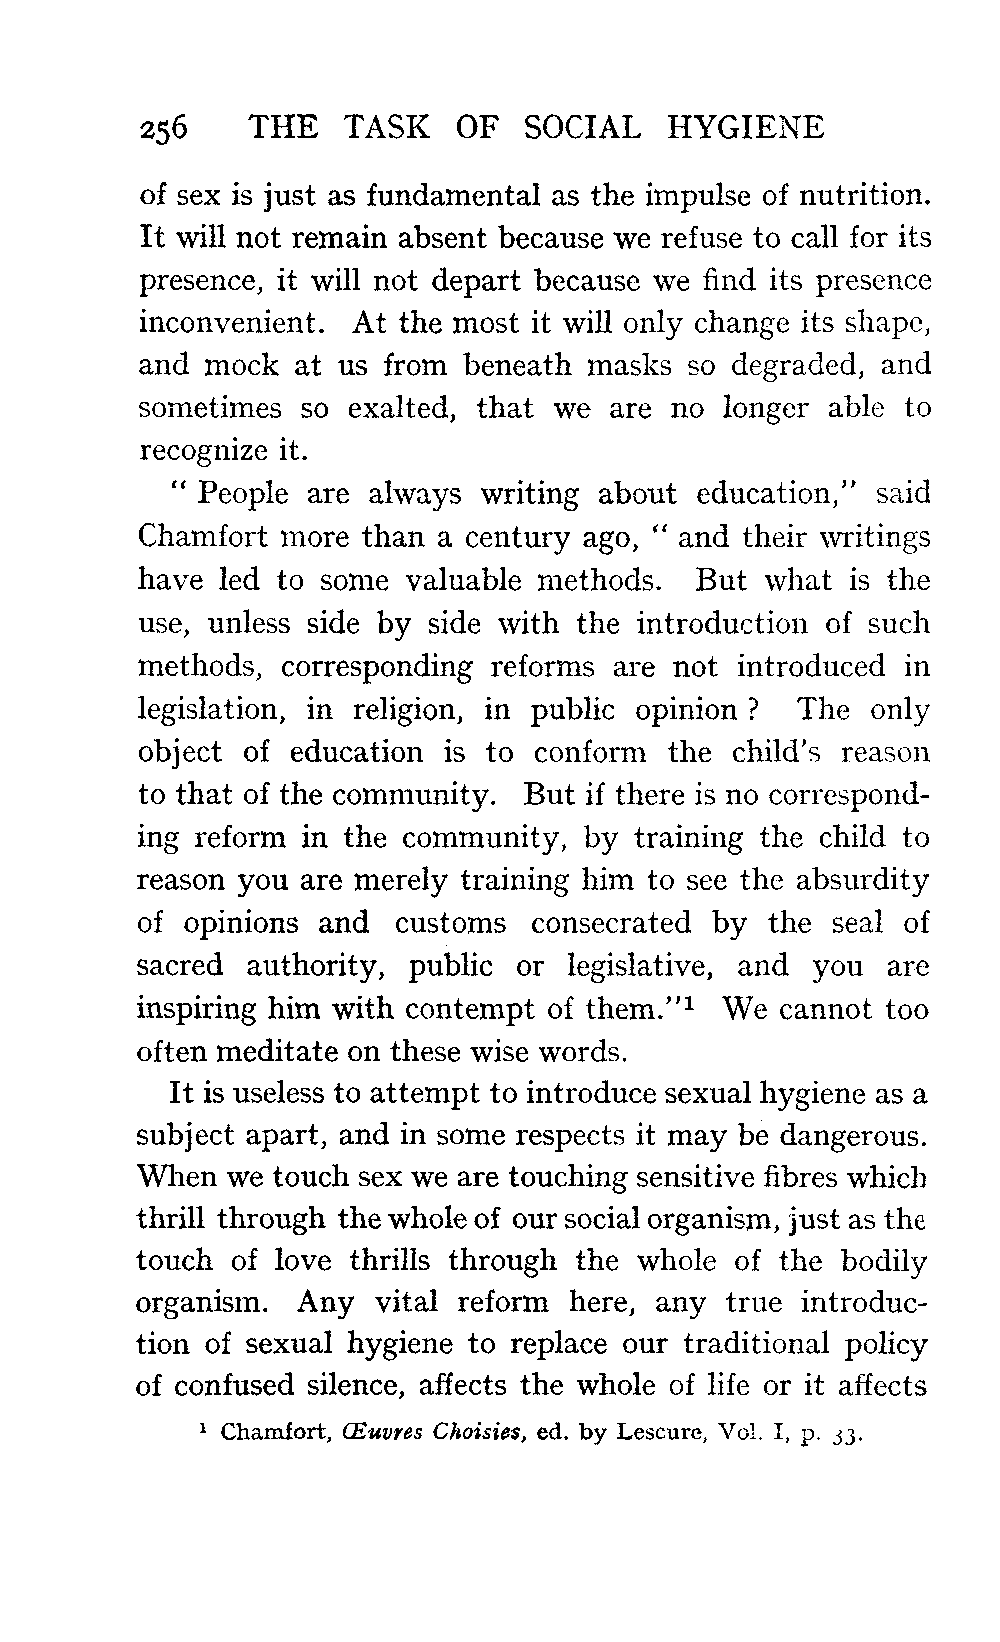 256 THE TASK OF SOCIAL HYGIENE
of sex is just as fundamental as the impulse of nutrition.
It will not remain absent because we refuse to call for its
presence, it will not depart because we find its presence
inconvenient. At the most it will only change its shape,
and mock at us from beneath masks so degraded, and
sometimes so exalted, that we are no longer able to
recognize it.
“ People are always writing about education,” said
Chamfort more than a century ago, “ and their writings
have led to some valuable methods. But what is the
use, unless side by side with the introduction of such
methods, corresponding reforms are not introduced in
legislation, in religion, in public opinion ? The only
object of education is to conform the child’s reason
to that of the community. But if there is no correspond-
ing reform in the community, by training the child to
reason you are merely training him to see the absurdity
of opinions and customs consecrated by the seal of
sacred authority, public or legislative, and you are
inspiring him with contempt of them.”¹ We cannot too
often meditate on these wise words.
It is useless to attempt to introduce sexual hygiene as a
subject apart, and in some respects it may be dangerous.
When we touch sex we are touching sensitive fibres which
thrill through the whole of our social organism, just as the
touch of love thrills through the whole of the bodily
organism. Any vital reform here, any true introduc-
tion of sexual hygiene to replace our traditional policy
of confused silence, affects the whole of life or it affects
¹ Chamfort, Œuvres Choisies, ed. by Lescure, Vol. I, p. 33.